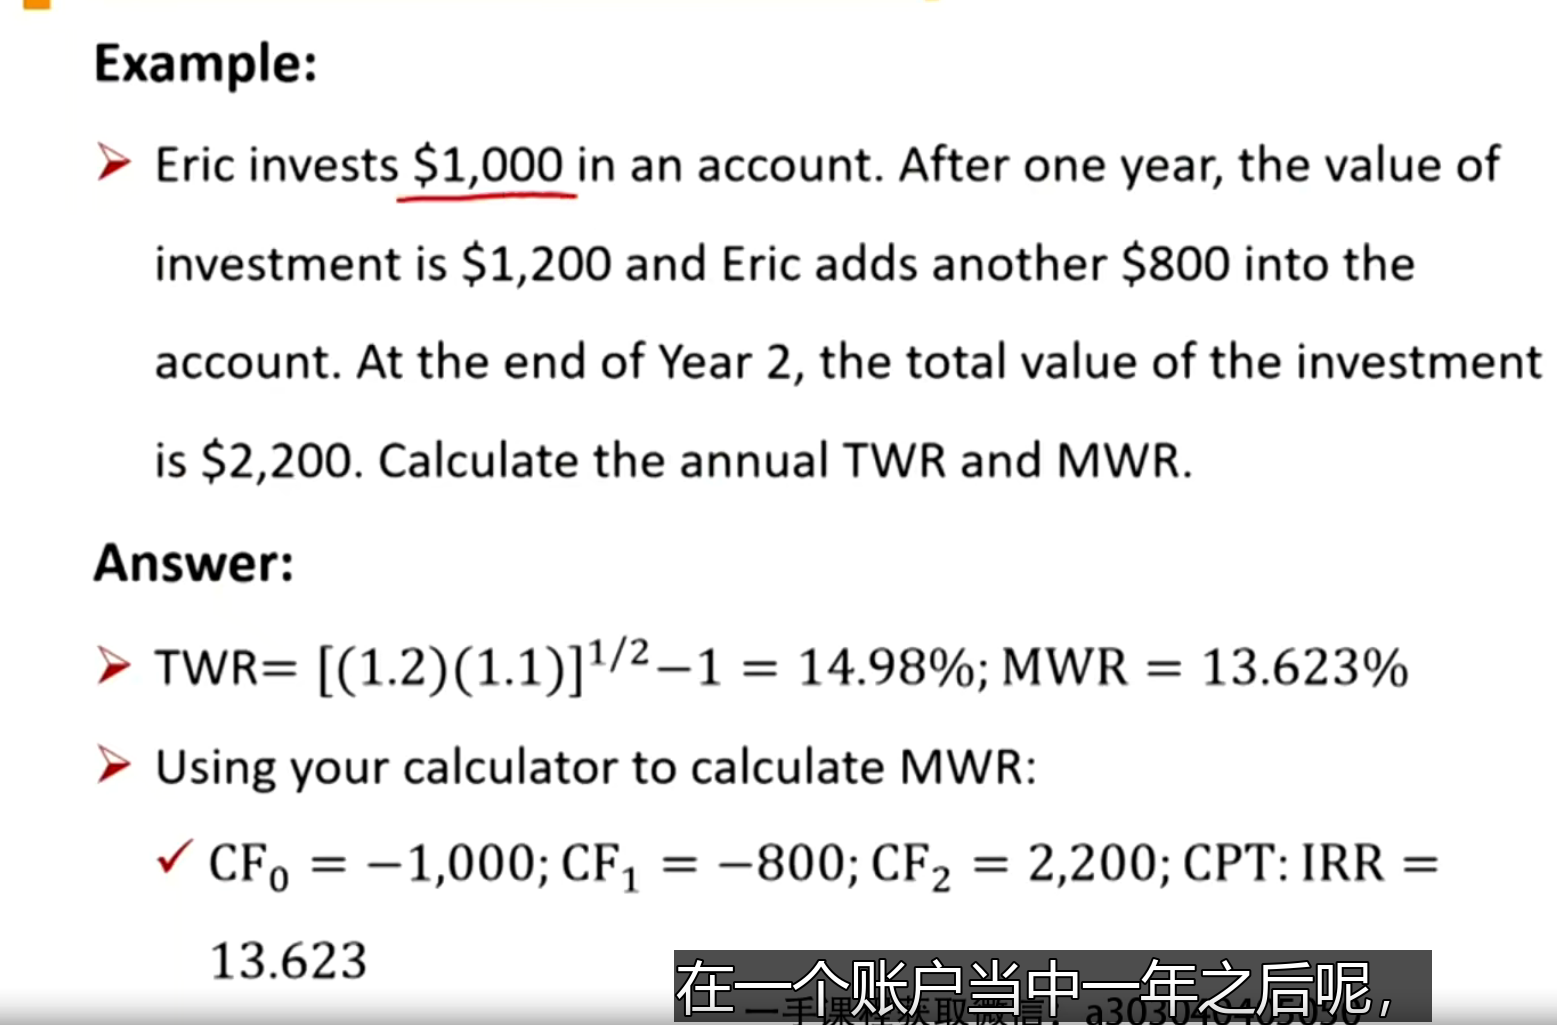 Example:
➢ Eric invests $1,000 in an account. After one year, the value of
investment is $1,200 and Eric adds another $800 into the
account. At the end of Year 2, the total value of the investment
is $2,200. Calculate the annual TWR and MWR.
Answer:
➢ TWR= [(1.2)(1.1)]^{1/2}−1 = 14.98%; MWR = 13.623%
➢ Using your calculator to calculate MWR:
✓ CF₀ = −1,000; CF₁ = −800; CF₂ = 2,200; CPT: IRR =
13.623
在一个账户当中一年之后呢，
一手课程获取微信：